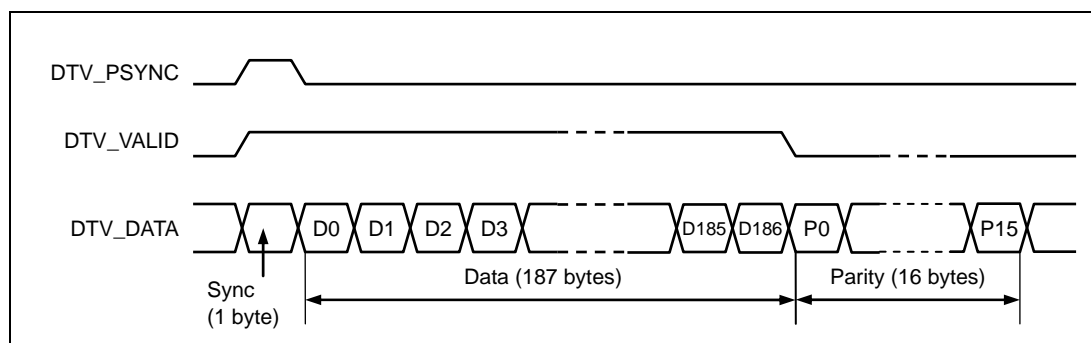 DTV_PSYNC
DTV_VALID
DTV_DATA D0 D1 D2 D3 D185 D186 P0 P15
Sync
(1 byte)
Data (187 bytes)
Parity (16 bytes)